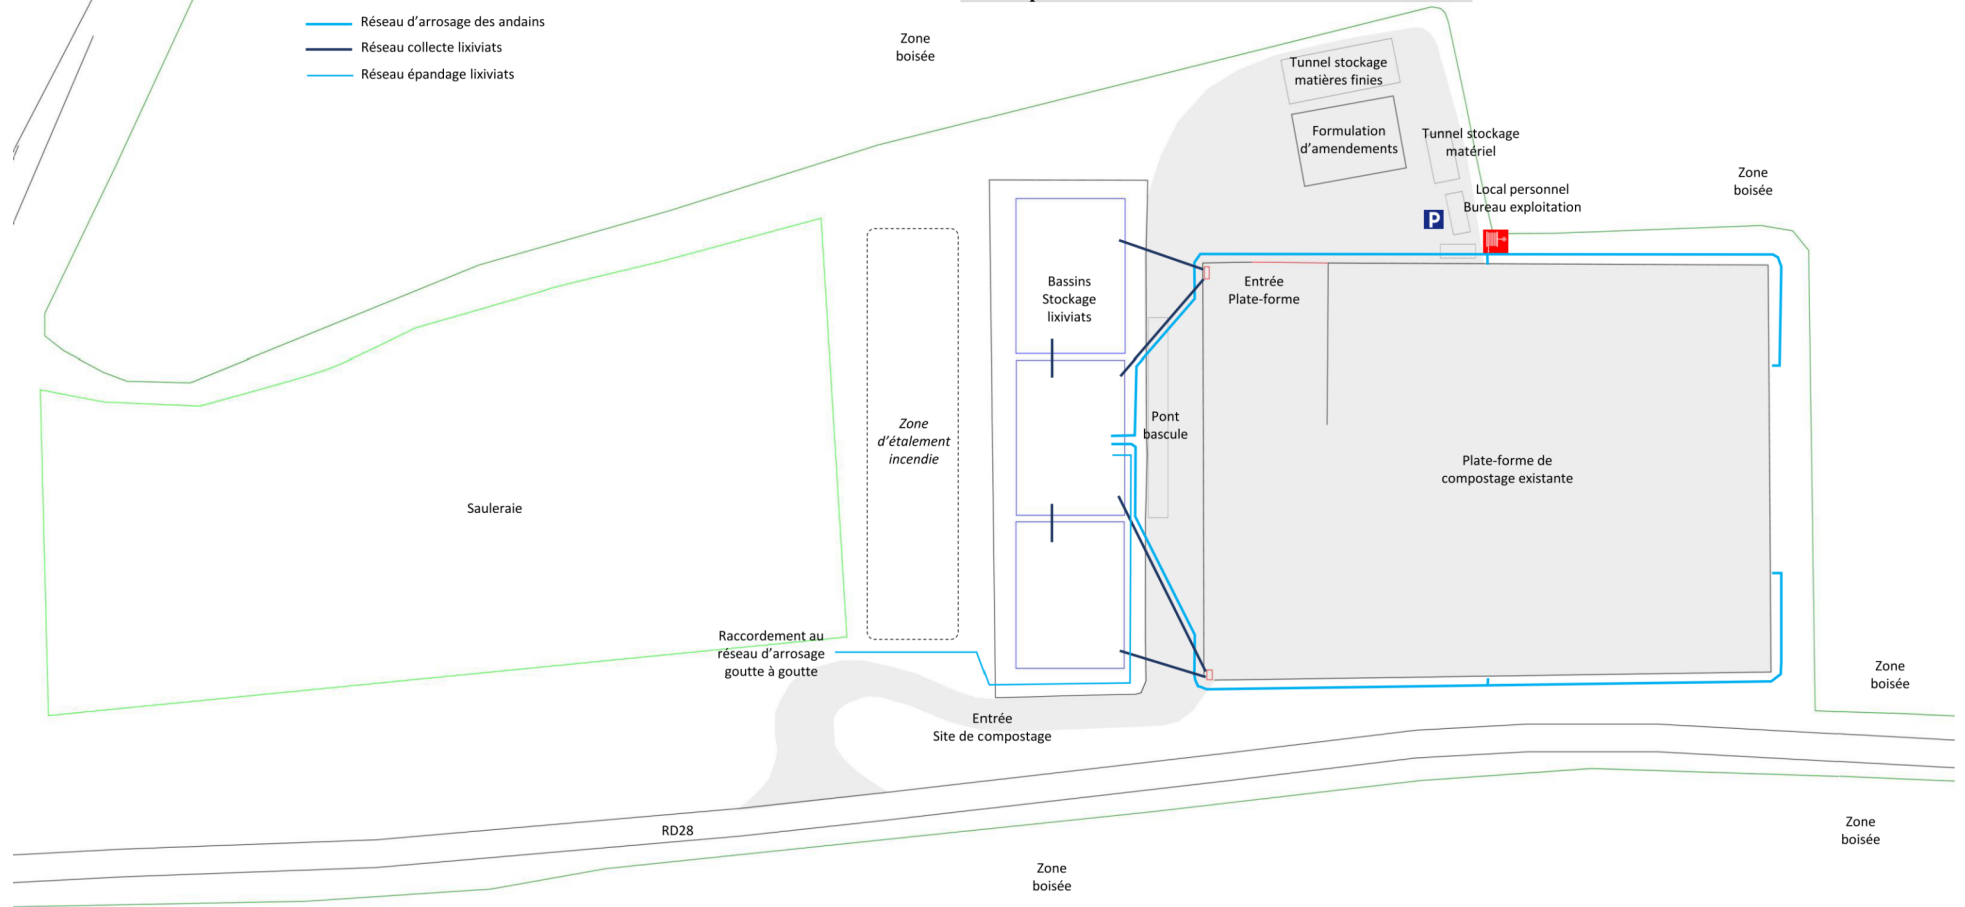 Réseau d'arrosage des andains
Réseau collecte lixiviats
Réseau épandage lixiviats
Zone
boisée
Tunnel stockage
matières finies
Formulation
d'amendements
Tunnel stockage
matériel
Zone
boisée
Local personnel
Bureau exploitation
P
Bassins
Stockage
lixiviats
Entrée
Plate-forme
Zone
d'étalement
incendie
Pont
bascule
Plate-forme de
compostage existante
Sauleraie
Raccordement au
réseau d'arrosage
goutte à goutte
Zone
boisée
Entrée
Site de compostage
RD28
Zone
boisée
Zone
boisée